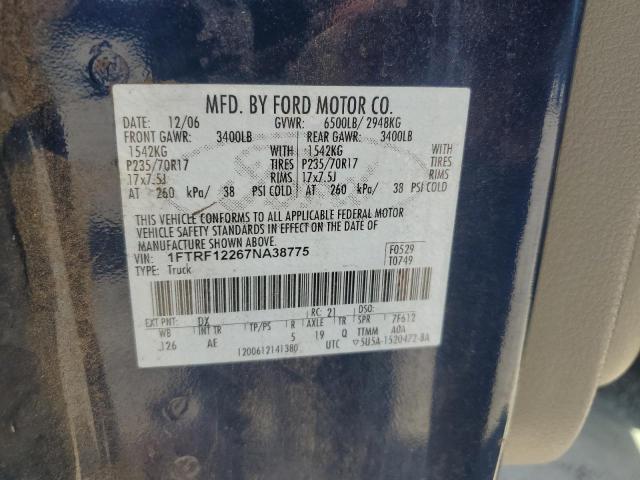 MFD. BY FORD MOTOR CO.
DATE: 12/06 GVWR: 6500LB/ 2948KG
FRONT GAWR: 3400LB REAR GAWR: 3400LB
1542KG WITH 1542KG WITH
P235/70R17 TIRES P235/70R17 TIRES
17x7.5J RIMS 17x7.5J RIMS
AT 260 kPa/ 38 PSI COLD AT 260 kPa/ 38 PSI COLD
THIS VEHICLE CONFORMS TO ALL APPLICABLE FEDERAL MOTOR
VEHICLE SAFETY STANDARDS IN EFFECT ON THE DATE OF
MANUFACTURE SHOWN ABOVE.
VIN: 1FTRF12267NA38775 F0529
TYPE: Truck T0749
EXT PNT: DX RC: 21 DSO:
WB INT TR TP/PS R AXLE TR SPR 7F612
126 AE 5 19 Q TTMM AOA
1200612141380 UTC ▽5U5A-1520472-BA